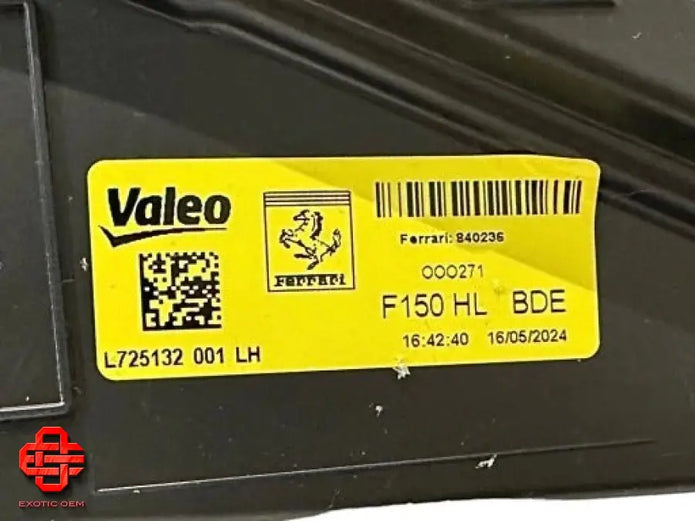 Valeo
Ferrari
Ferrari: 840236
000271
F150 HL BDE
16:42:40 16/05/2024
L725132 001 LH
EXOTIC OEM